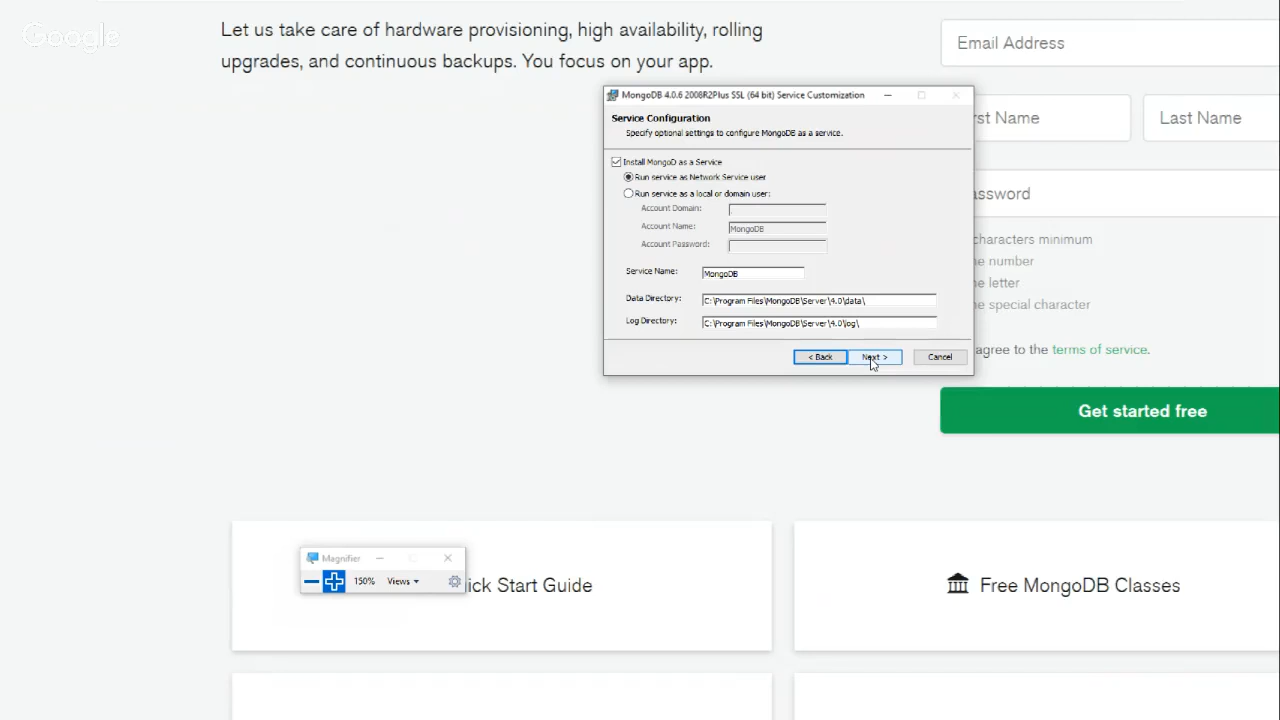 Google
Let us take care of hardware provisioning, high availability, rolling
upgrades, and continuous backups. You focus on your app.
Email Address
rst Name
Last Name
assword
characters minimum
ne number
ne letter
ne special character
agree to the terms of service.
Get started free
MongoDB 4.0.6 2008R2Plus SSL (64 bit) Service Customization
Service Configuration
Specify optional settings to configure MongoDB as a service.
Install MongoD as a Service
Run service as Network Service user
Run service as a local or domain user:
Account Domain:
.
Account Name:
MongoDB
Account Password:
Service Name:
MongoDB
Data Directory:
C:\Program Files\MongoDB\Server\4.0\data\
Log Directory:
C:\Program Files\MongoDB\Server\4.0\log\
< Back
Next >
Cancel
Magnifier
150%
Views
ick Start Guide
Free MongoDB Classes